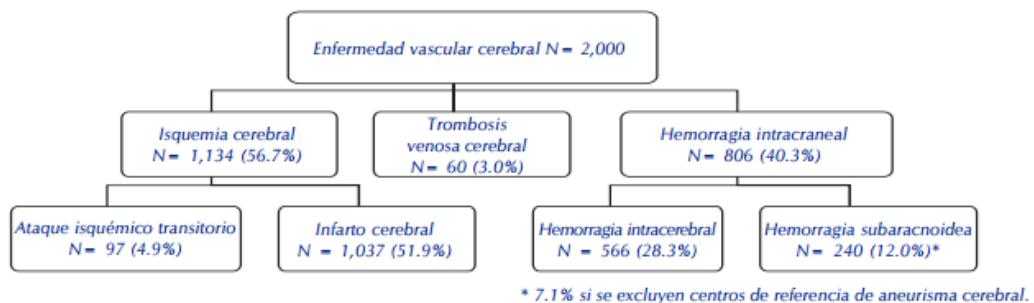 Enfermedad vascular cerebral N= 2,000
Isquemia cerebral
N= 1,134 (56.7%)
Trombosis
venosa cerebral
N= 60 (3.0%)
Hemorragia intracraneal
N= 806 (40.3%)
Ataque isquémico transitorio
N= 97 (4.9%)
Infarto cerebral
N= 1,037 (51.9%)
Hemorragia intracerebral
N= 566 (28.3%)
Hemorragia subaracnoidea
N= 240 (12.0%)*
* 7.1% si se excluyen centros de referencia de aneurisma cerebral.